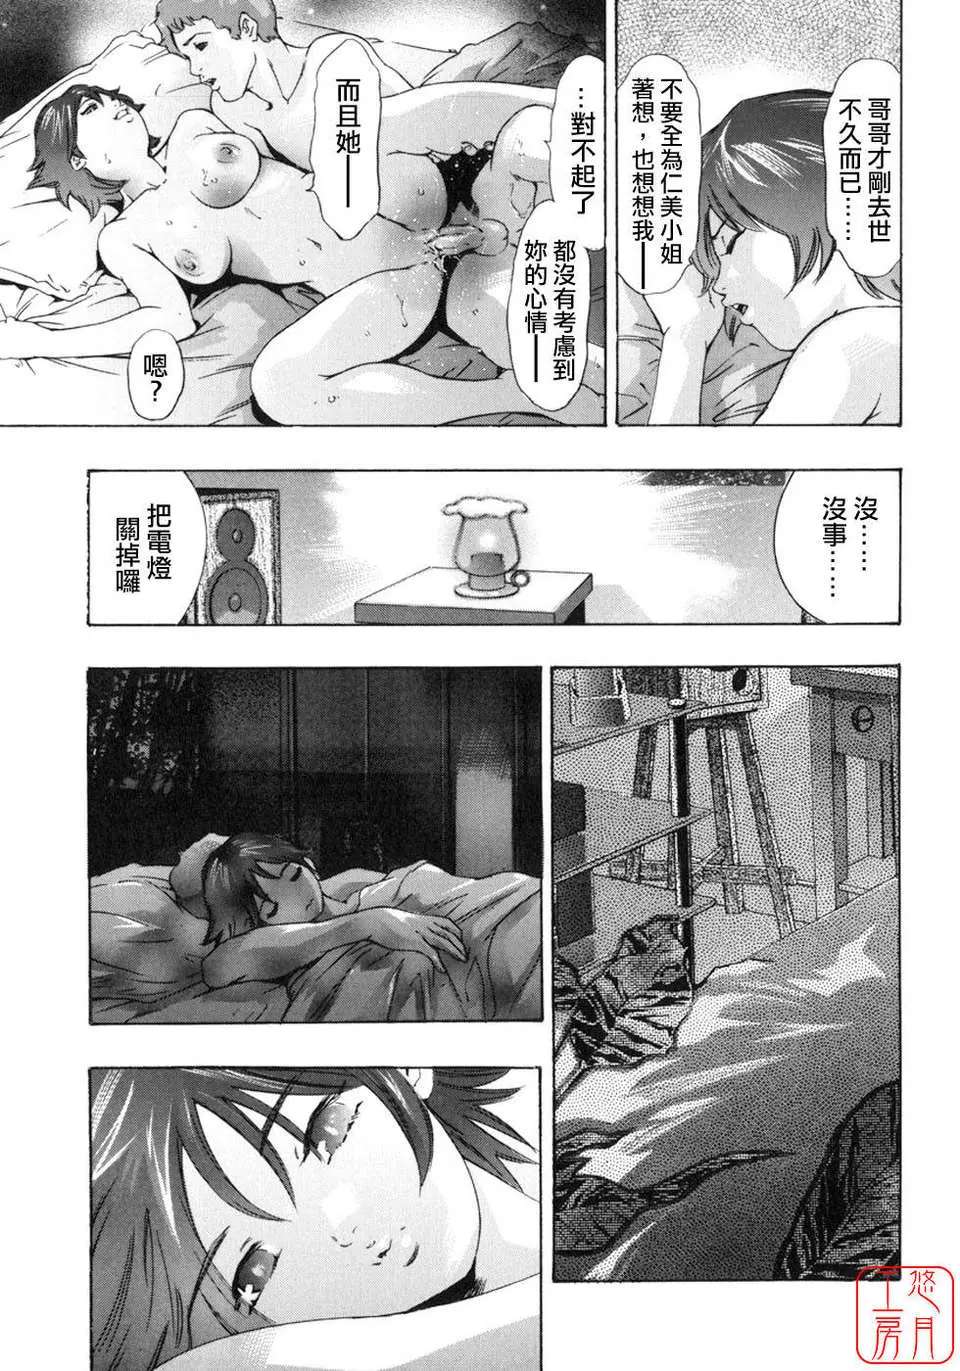 哥哥才剛去世
不久而已……
不要全為仁美小姐
著想，也想想我——
…對不起了
都沒有考慮到
妳的心情——
而且她——
嗯?
沒……
沒事……
把電燈
關掉囉
悠月
工房